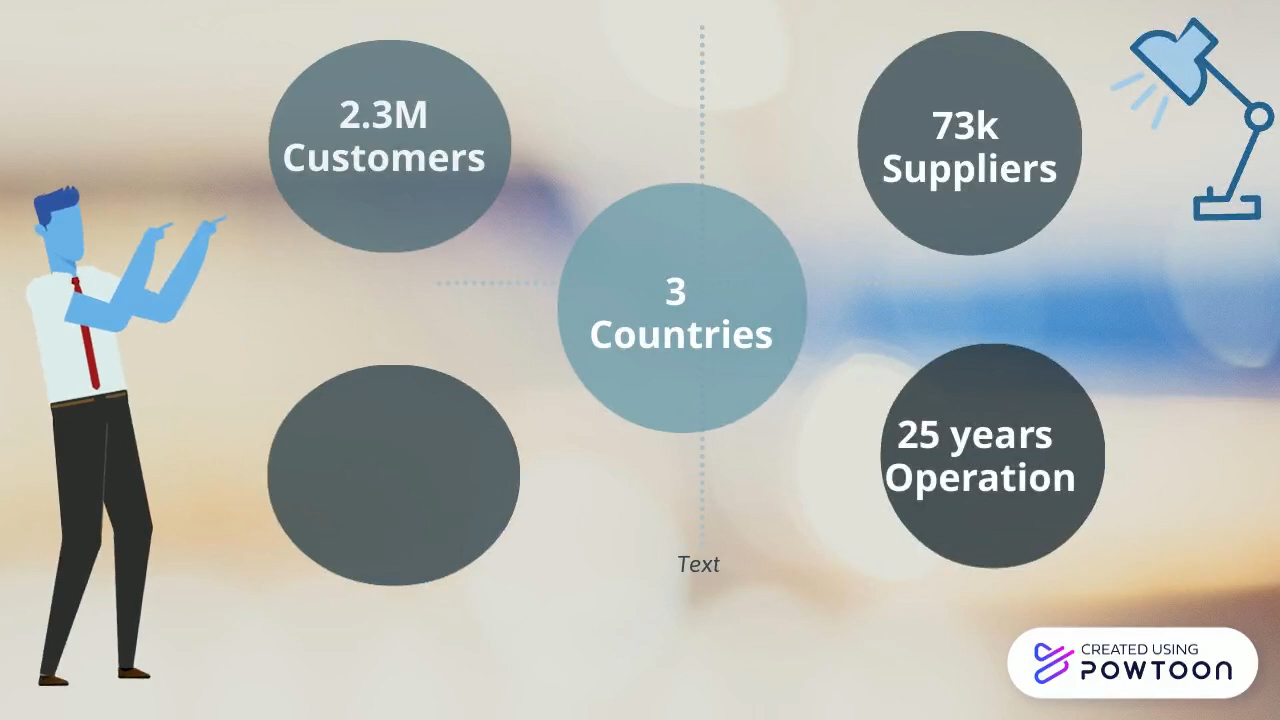 2.3M
Customers
73k
Suppliers
3
Countries
25 years
Operation
Text
CREATED USING
POWTOON